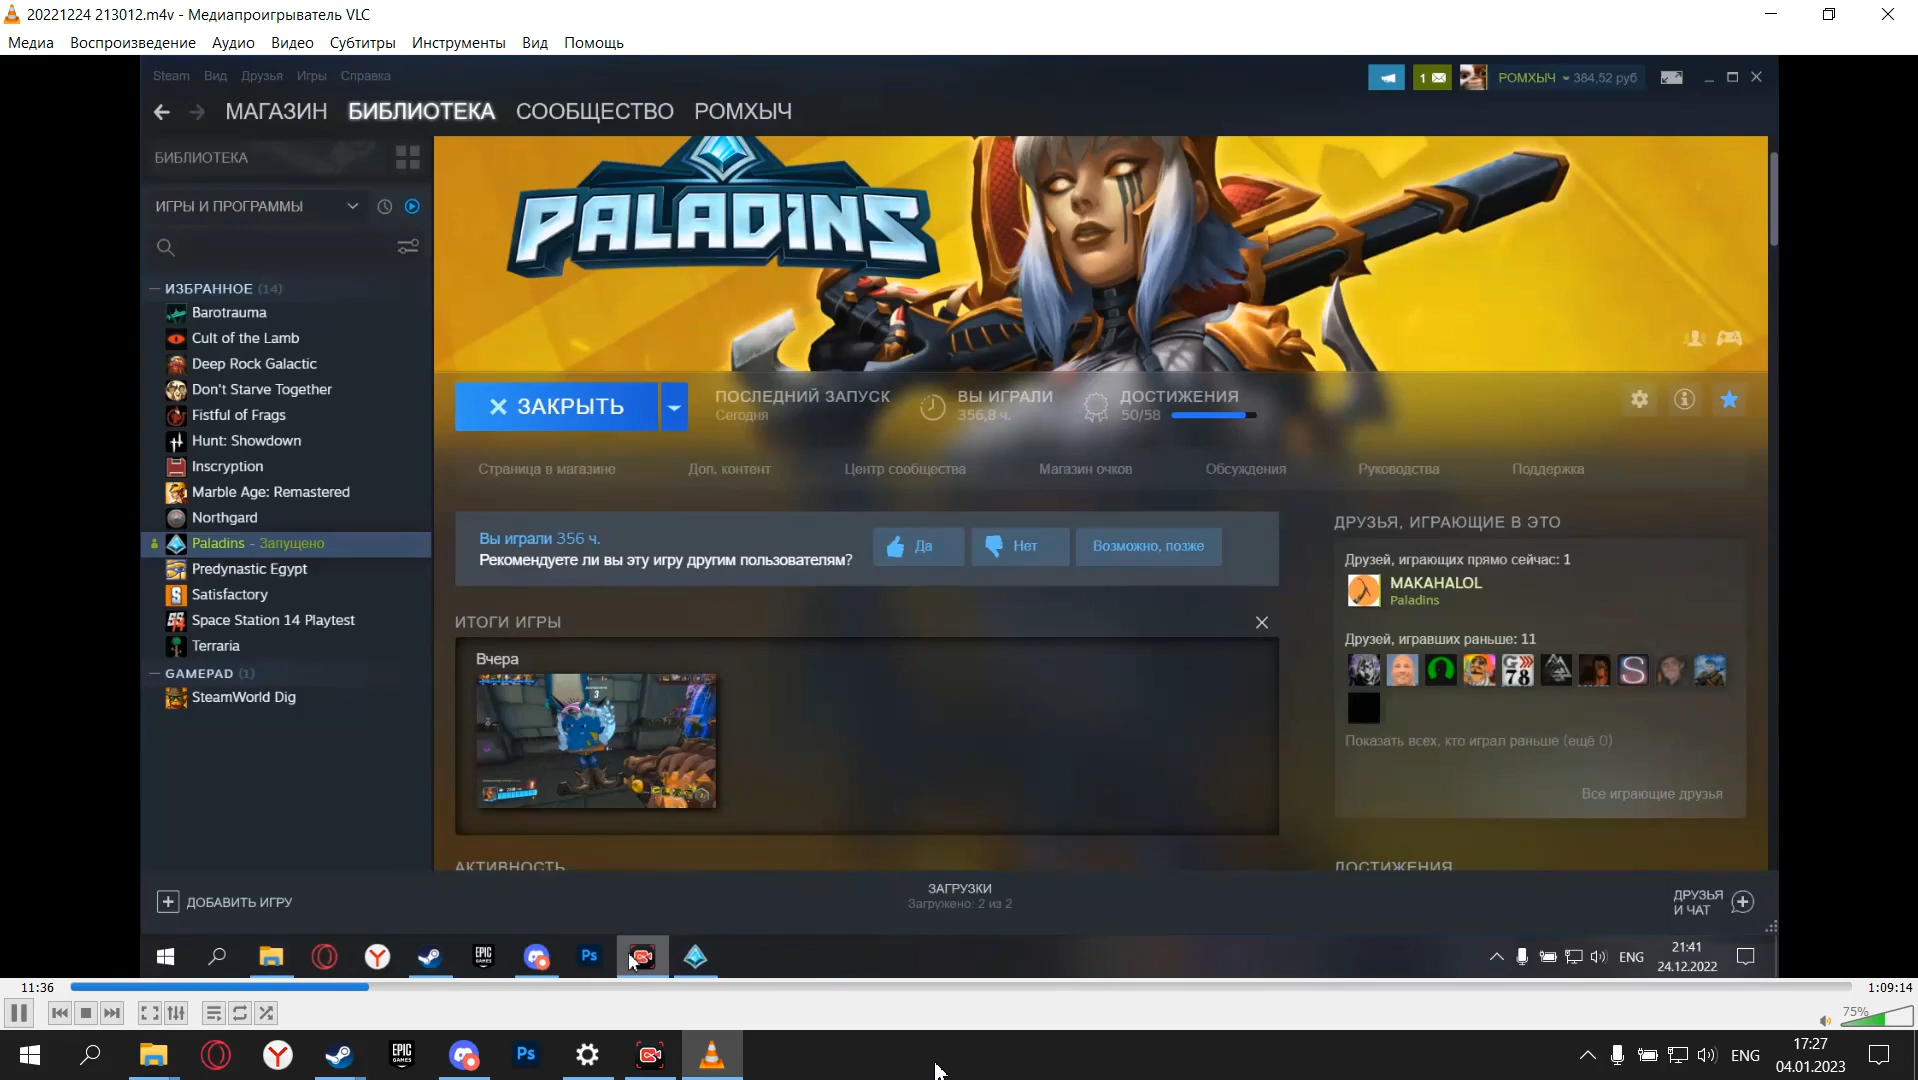 20221224 213012.m4v - Медиапроигрыватель VLC
Медиа Воспроизведение Аудио Видео Субтитры Инструменты Вид Помощь
Steam Вид Друзья Игры Справка
1 РОМХЫЧ 384,52 руб
МАГАЗИН БИБЛИОТЕКА СООБЩЕСТВО РОМХЫЧ
БИБЛИОТЕКА
ИГРЫ И ПРОГРАММЫ
PALADINS
— ИЗБРАННОЕ (14)
Barotrauma
Cult of the Lamb
Deep Rock Galactic
Don't Starve Together
Fistful of Frags
Hunt: Showdown
Inscryption
Marble Age: Remastered
Northgard
Paladins - Запущено
Predynastic Egypt
Satisfactory
Space Station 14 Playtest
Terraria
— GAMEPAD (1)
SteamWorld Dig
ЗАКРЫТЬ
ПОСЛЕДНИЙ ЗАПУСК
Сегодня
ВЫ ИГРАЛИ
356,8 ч.
ДОСТИЖЕНИЯ
50/58
Страница в магазине Доп. контент Центр сообщества Магазин очков Обсуждения Руководства Поддержка
Вы играли 356 ч.
Рекомендуете ли вы эту игру другим пользователям?
Да Нет Возможно, позже
ИТОГИ ИГРЫ
Вчера
АКТИВНОСТЬ
ДРУЗЬЯ, ИГРАЮЩИЕ В ЭТО
Друзей, играющих прямо сейчас: 1
MAKAHALOL
Paladins
Друзей, игравших раньше: 11
G
78
S
Показать всех, кто играл раньше (ещё 0)
Все играющие друзья
ДОСТИЖЕНИЯ
ДОБАВИТЬ ИГРУ
ЗАГРУЗКИ
Загружено: 2 из 2
ДРУЗЬЯ
И ЧАТ
EPIC
GAMES
Ps
ENG
21:41
24.12.2022
11:36 1:09:14
75%
EPIC
GAMES
Ps
ENG
17:27
04.01.2023